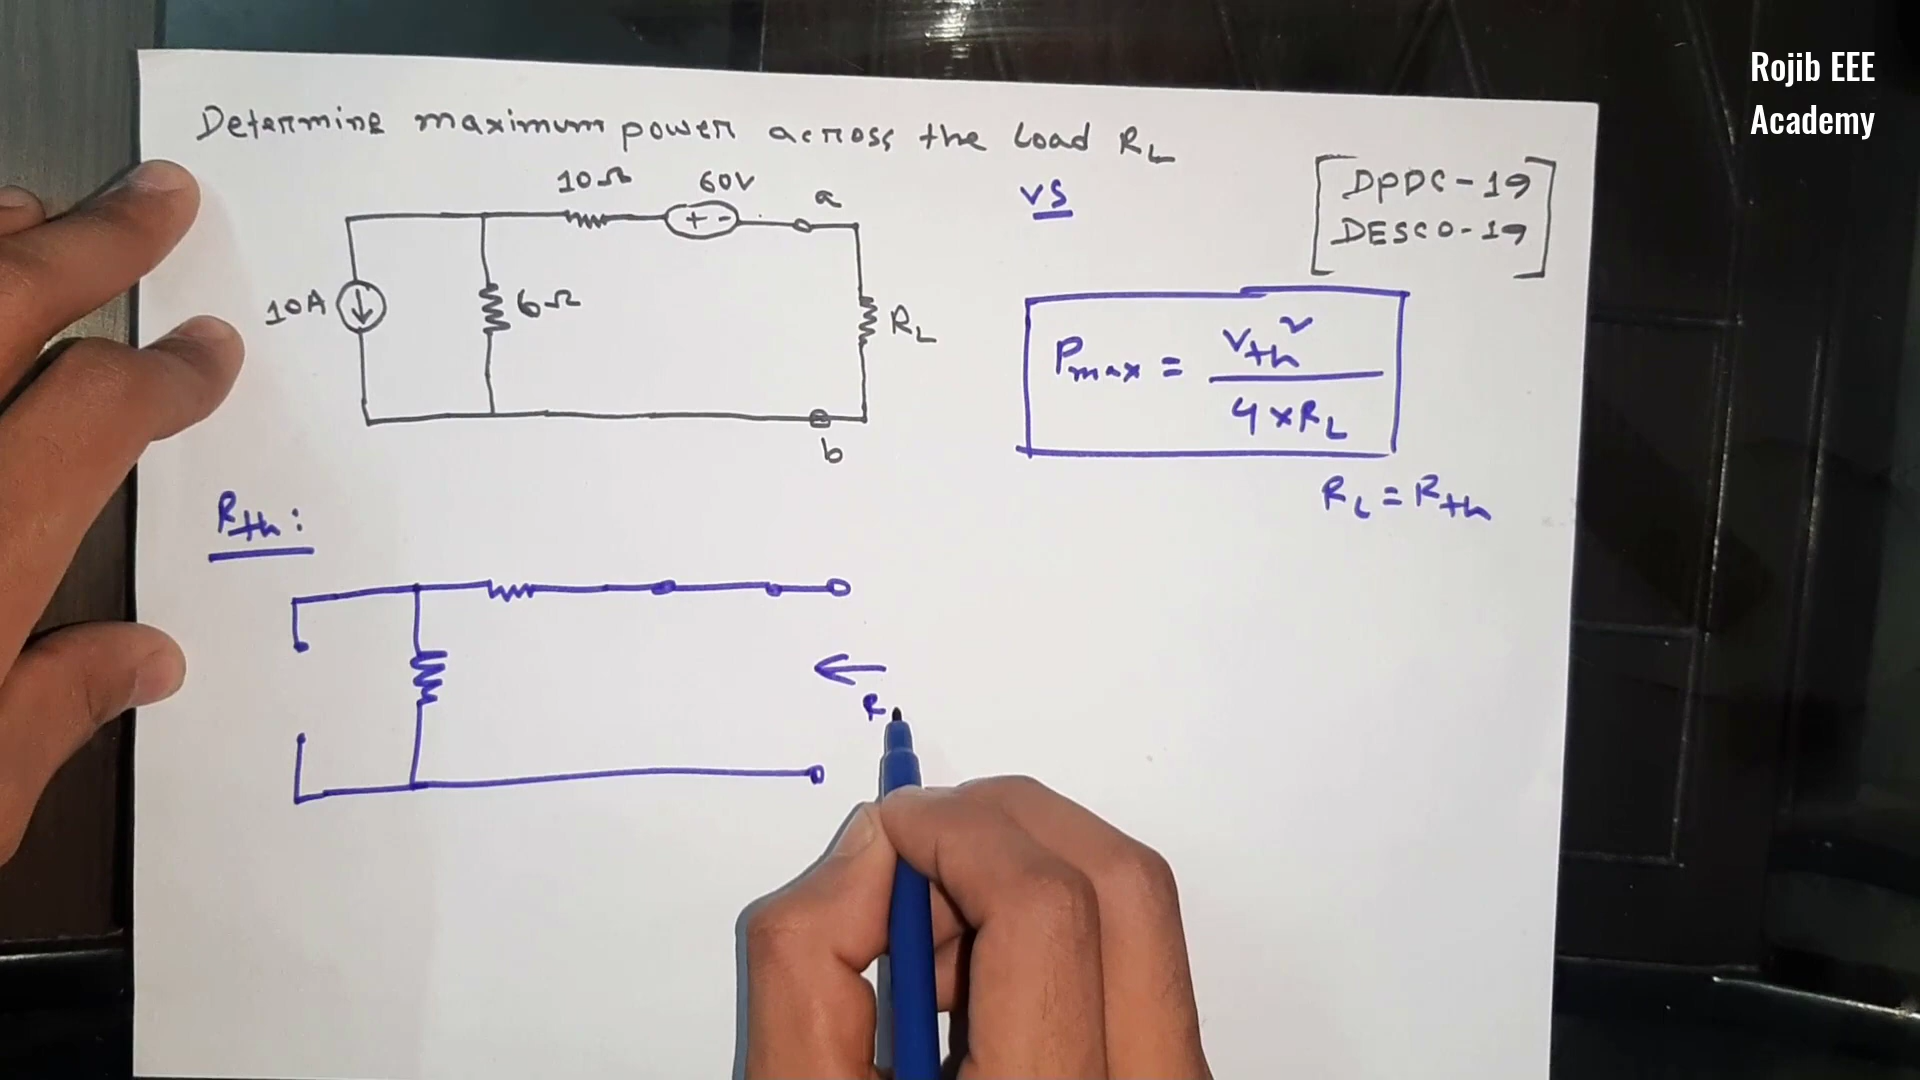 Rojib EEE
Academy
Determine maximum power across the load RL
[DPDC-19
DESCO-19]
10Ω
60V
a
VS
+ -
10A
6Ω
RL
Pmax = Vth² / 4×RL
b
RL = Rth
Rth:
R